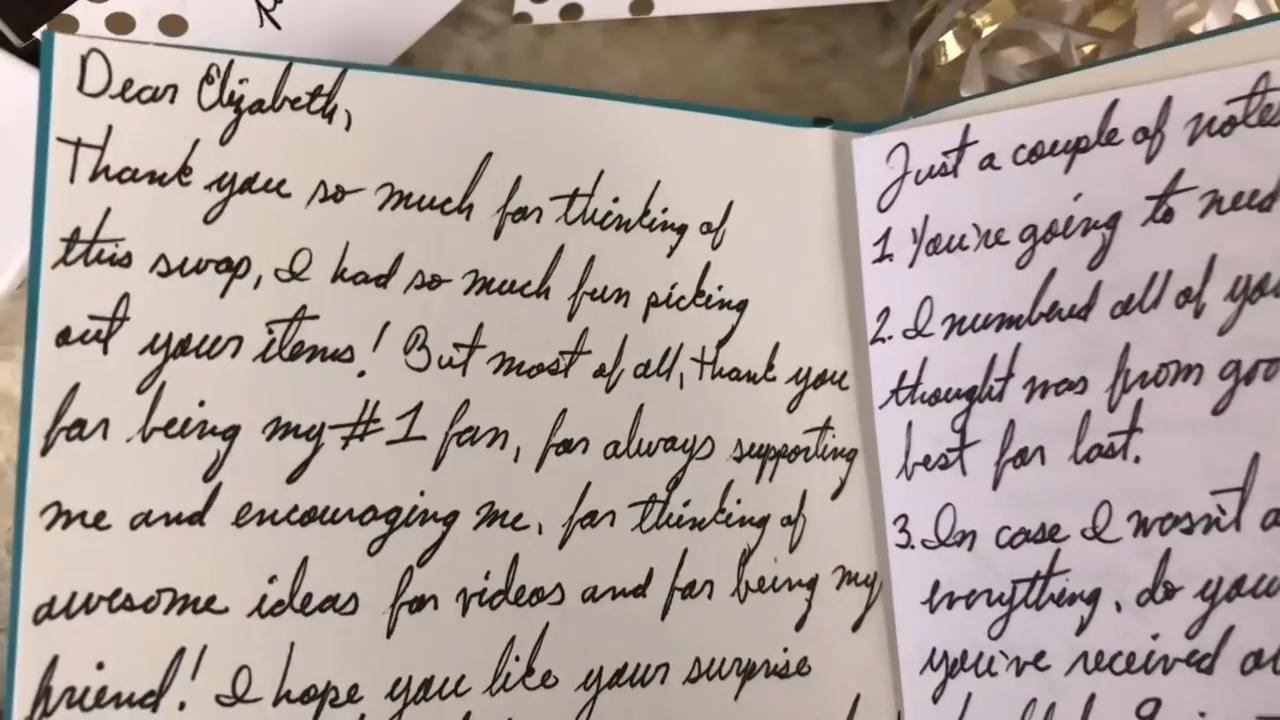 Dear Elizabeth,
Thank you so much for thinking of
this swap, I had so much fun picking
out your items! But most of all, thank you
for being my #1 fan, for always supporting
me and encouraging me, for thinking of
awesome ideas for videos and for being my
friend! I hope you like your surprise
Just a couple of notes
1. You're going to need
2. I numbered all of
thought was from
best for last.
3. In case I wasn't
everything, do you
you've received